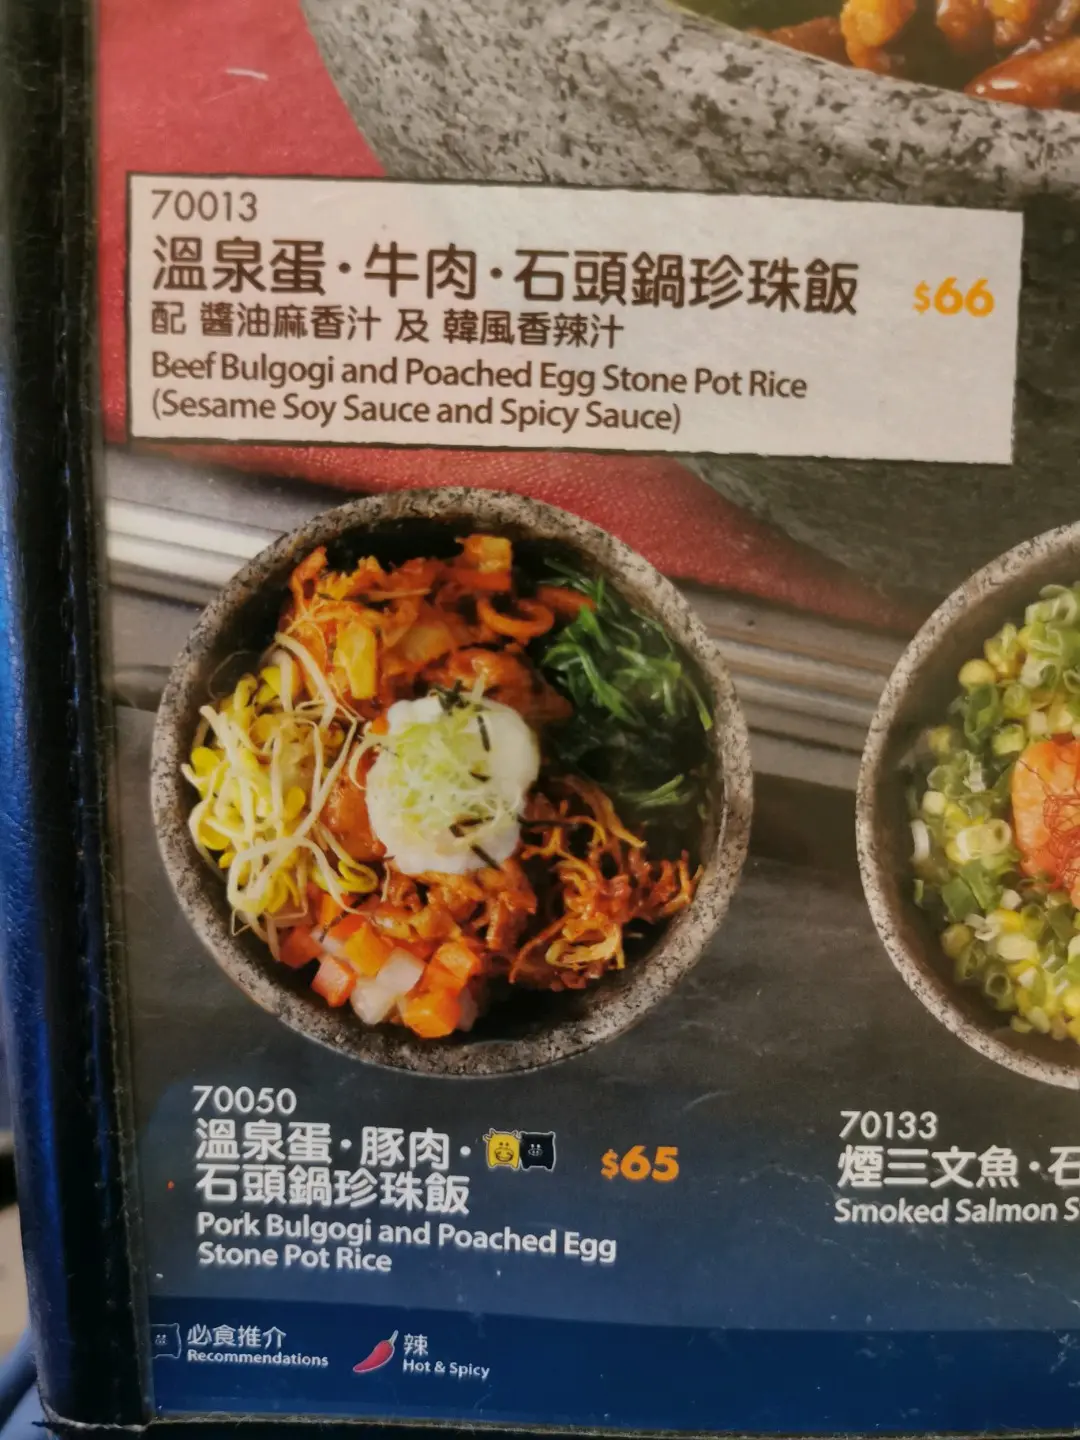 70013
溫泉蛋·牛肉·石頭鍋珍珠飯 $66
配 醬油麻香汁 及 韓風香辣汁
Beef Bulgogi and Poached Egg Stone Pot Rice
(Sesame Soy Sauce and Spicy Sauce)
70050
溫泉蛋·豚肉· $65
石頭鍋珍珠飯
Pork Bulgogi and Poached Egg
Stone Pot Rice
70133
煙三文魚·石
Smoked Salmon S
必食推介
Recommendations
辣
Hot & Spicy